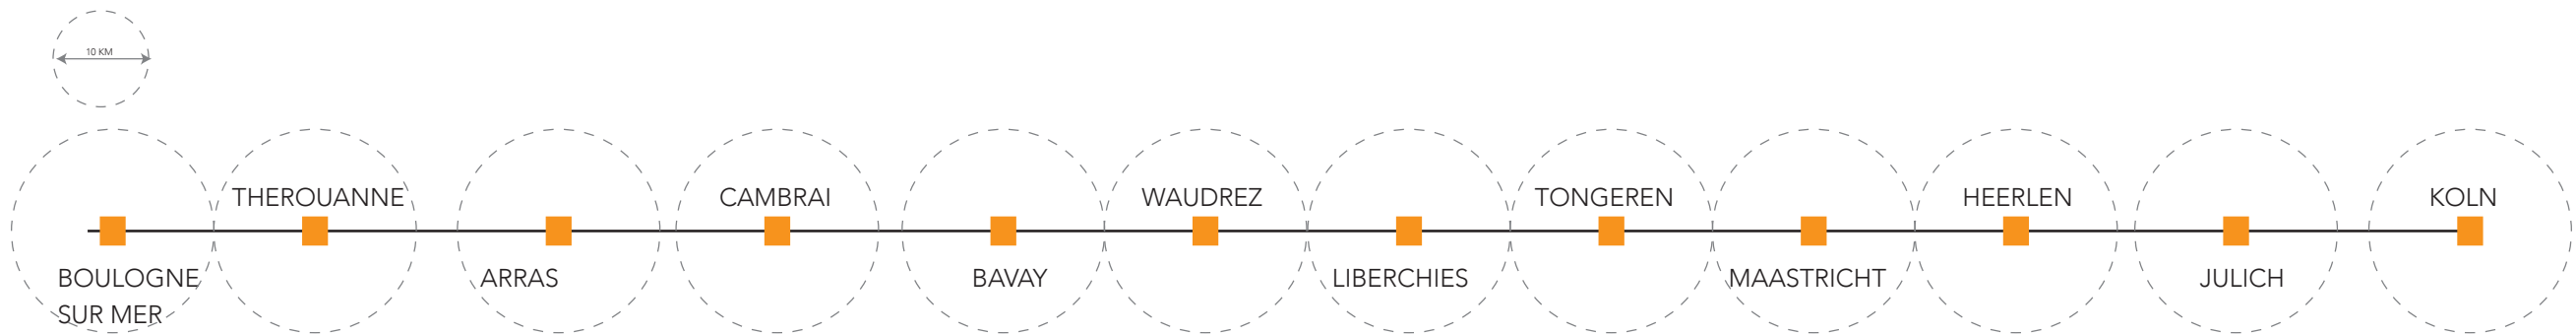 10 KM
BOULOGNE
SUR MER
THEROUANNE
ARRAS
CAMBRAI
BAVAY
WAUDREZ
LIBERCHIES
TONGEREN
MAASTRICHT
HEERLEN
JULICH
KOLN